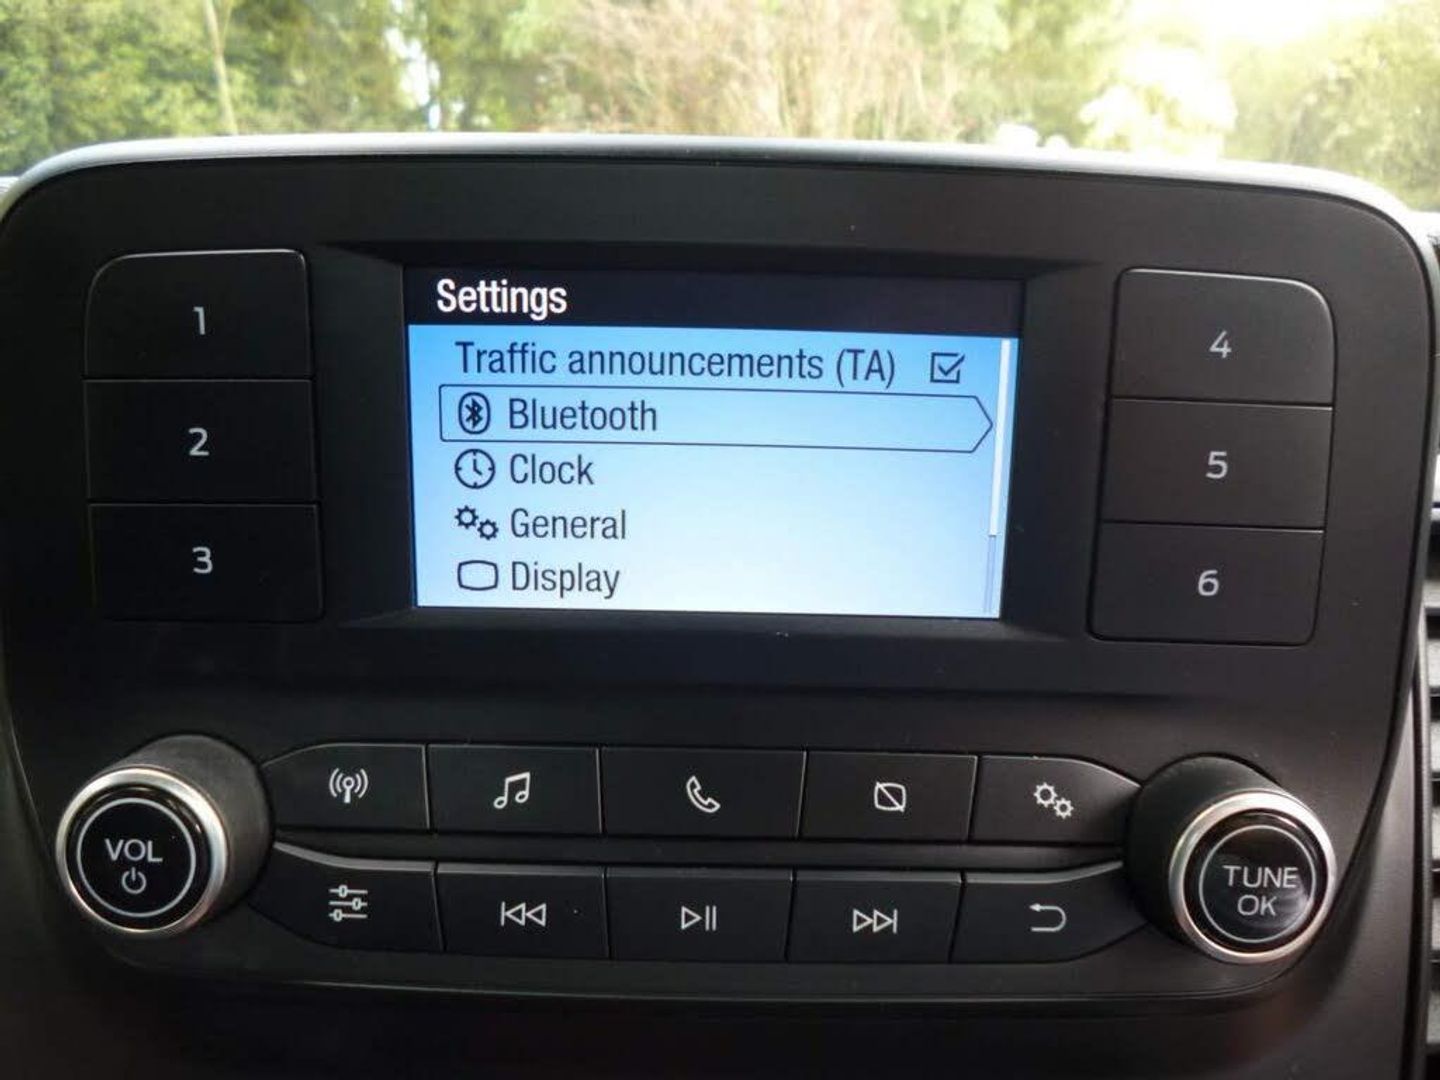 Settings
Traffic announcements (TA)
Bluetooth
Clock
General
Display
1
2
3
4
5
6
VOL
TUNE
OK